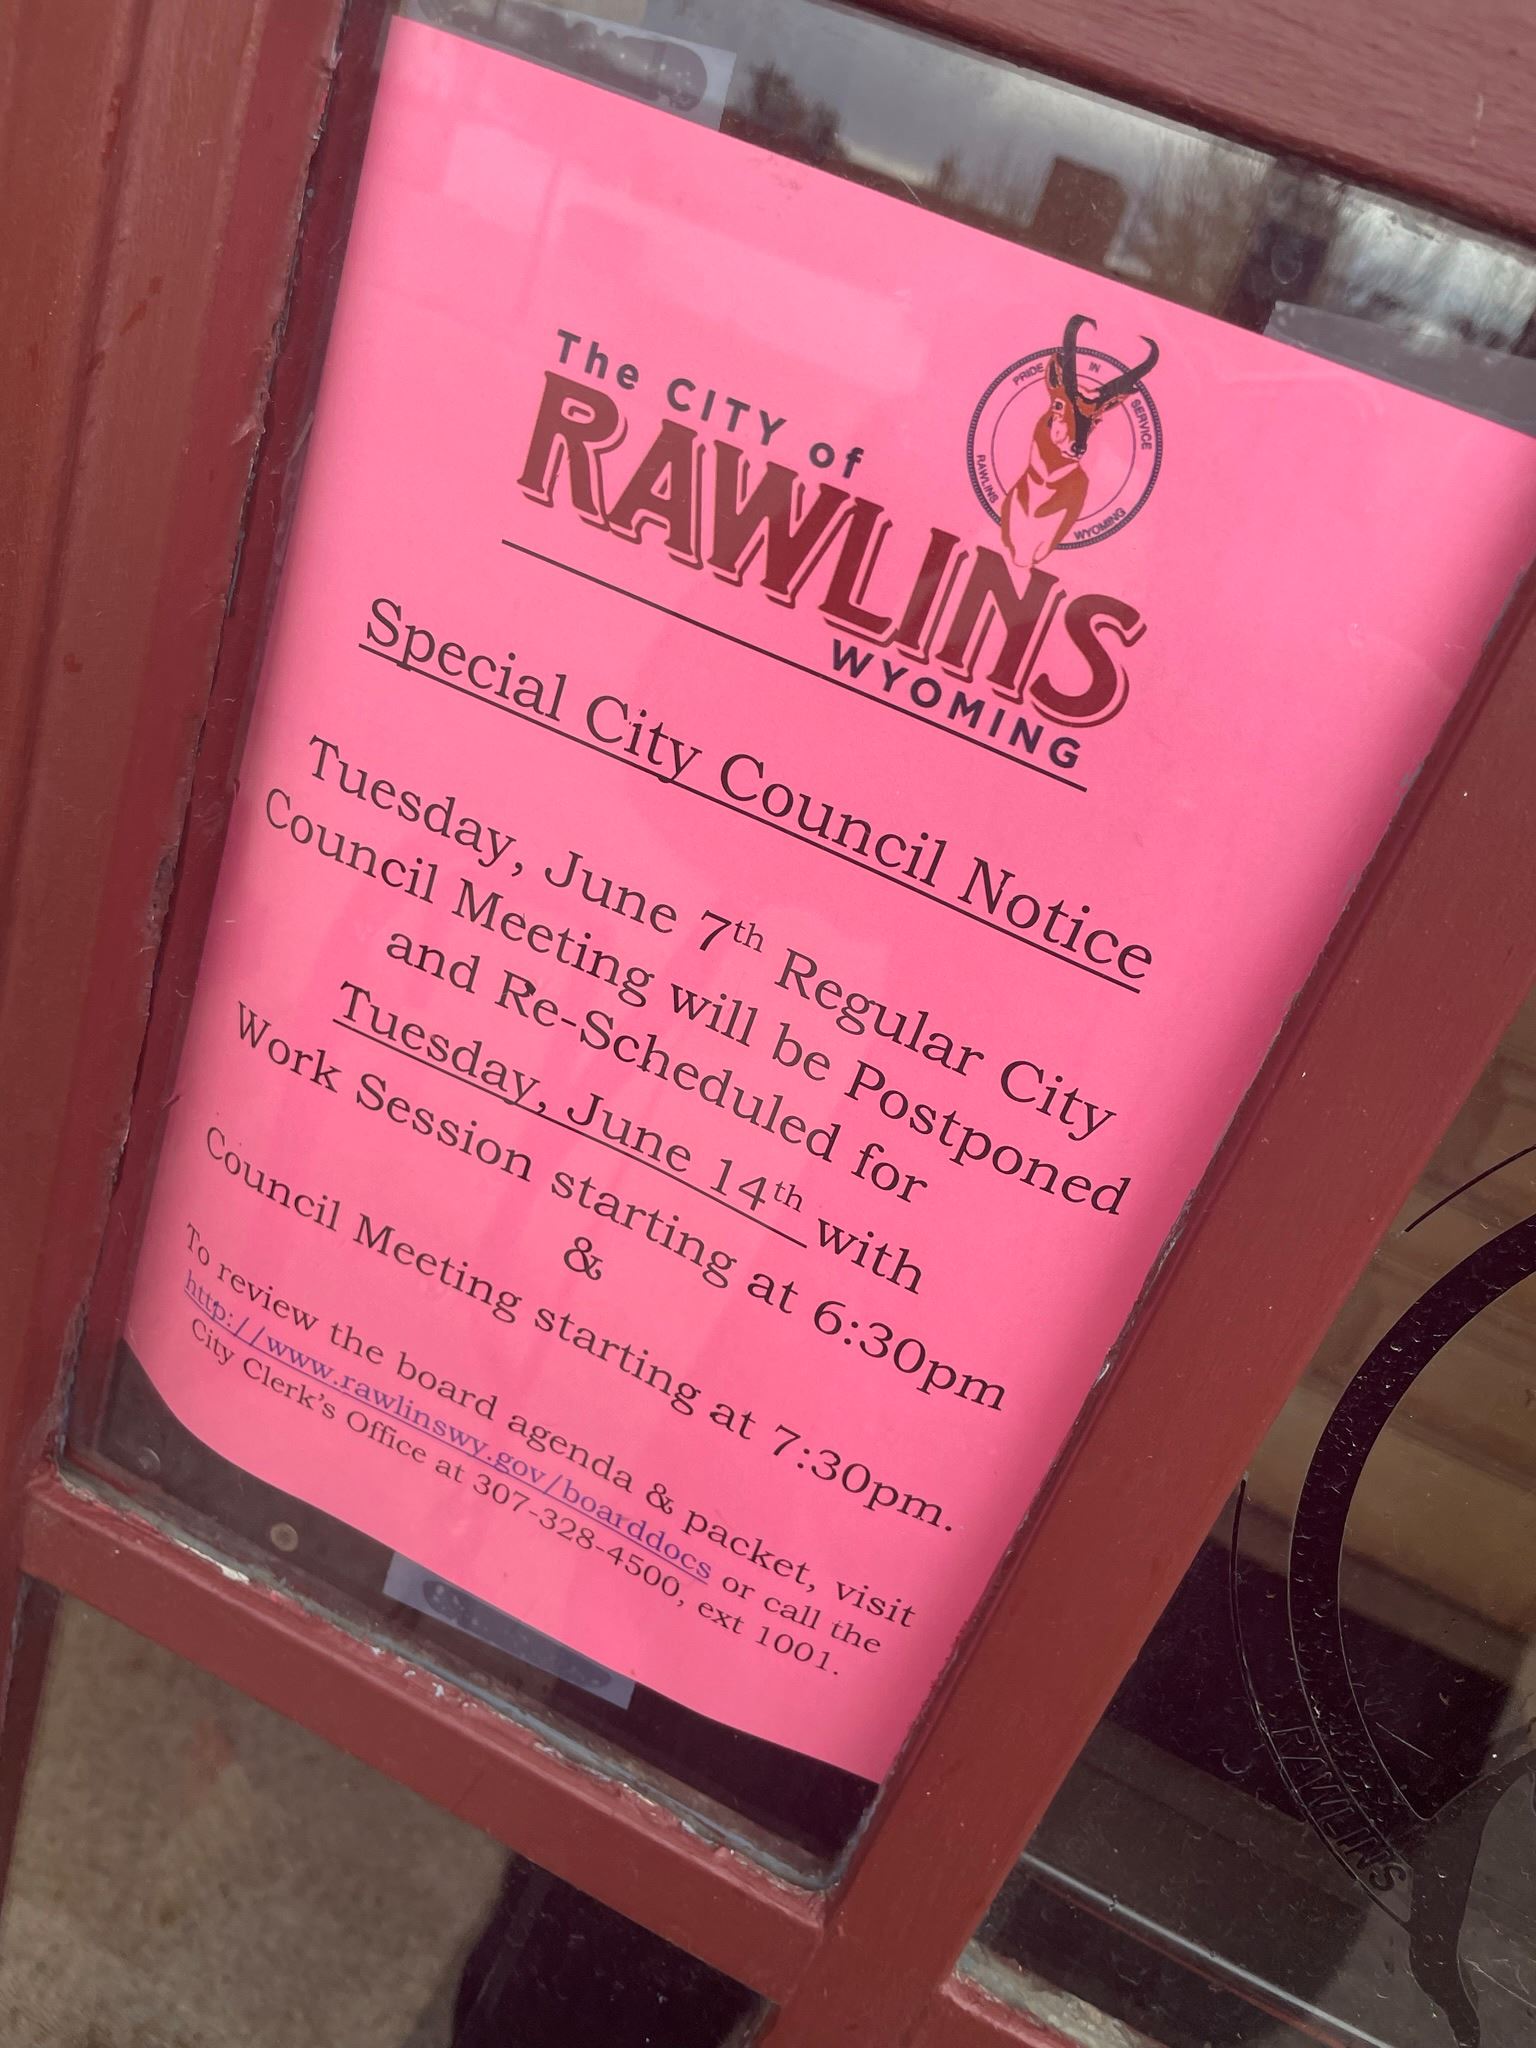 The CITY of
RAWLINS
WYOMING
PRIDE IN SERVICE
RAWLINS WYOMING
Special City Council Notice
Tuesday, June 7th Regular City
Council Meeting will be Postponed
and Re-Scheduled for
Tuesday, June 14th with
Work Session starting at 6:30pm
&
Council Meeting starting at 7:30pm.
To review the board agenda & packet, visit
http://www.rawlinswy.gov/boarddocs or call the
City Clerk's Office at 307-328-4500, ext 1001.
RAWLINS